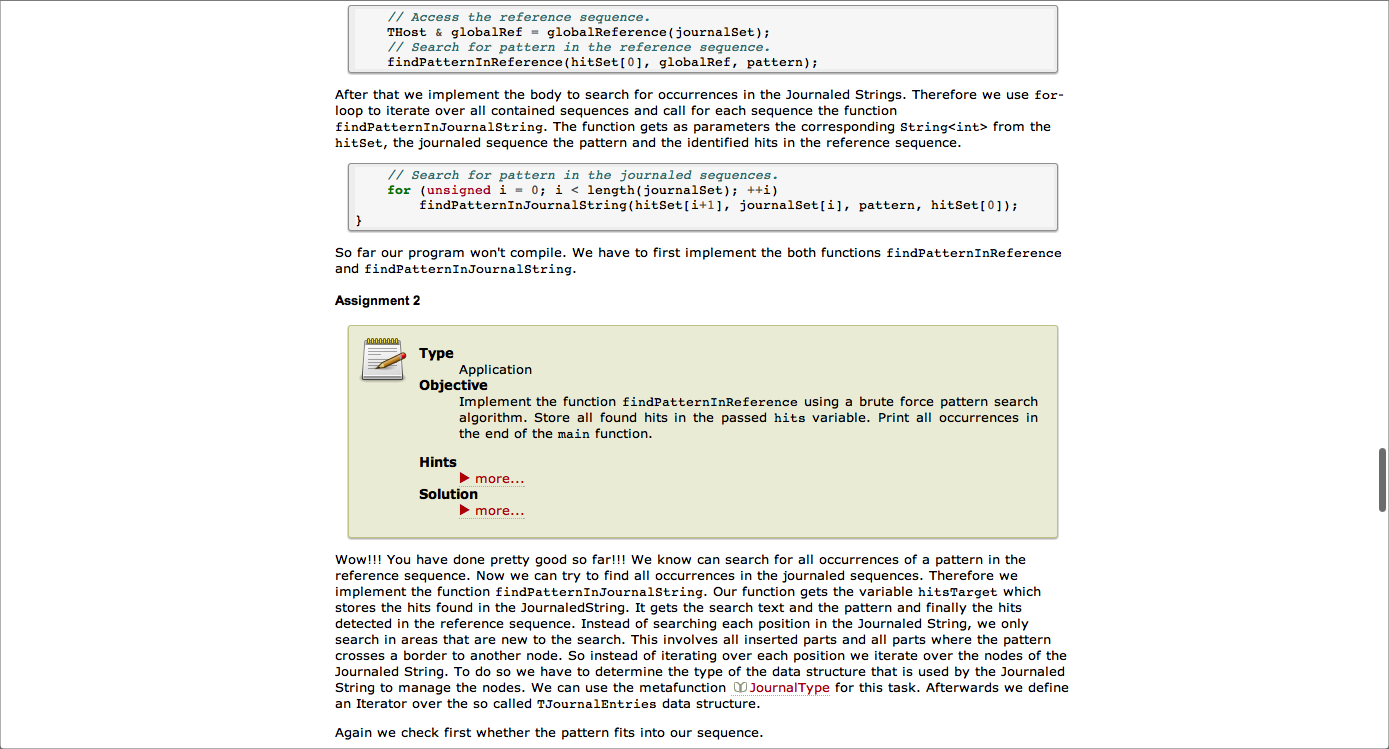 // Access the reference sequence.
THost & globalRef = globalReference(journalSet);
// Search for pattern in the reference sequence.
findPatternInReference(hitSet[0], globalRef, pattern);
After that we implement the body to search for occurrences in the Journaled Strings. Therefore we use for-
loop to iterate over all contained sequences and call for each sequence the function
findPatternInJournalString. The function gets as parameters the corresponding String<int> from the
hitSet, the journaled sequence the pattern and the identified hits in the reference sequence.
// Search for pattern in the journaled sequences.
for (unsigned i = 0; i < length(journalSet); ++i)
findPatternInJournalString(hitSet[i+1], journalSet[i], pattern, hitSet[0]);
}
So far our program won't compile. We have to first implement the both functions findPatternInReference
and findPatternInJournalString.
Assignment 2
Type
Application
Objective
Implement the function findPatternInReference using a brute force pattern search
algorithm. Store all found hits in the passed hits variable. Print all occurrences in
the end of the main function.
Hints
more...
Solution
more...
Wow!!! You have done pretty good so far!!! We know can search for all occurrences of a pattern in the
reference sequence. Now we can try to find all occurrences in the journaled sequences. Therefore we
implement the function findPatternInJournalString. Our function gets the variable hitsTarget which
stores the hits found in the JournaledString. It gets the search text and the pattern and finally the hits
detected in the reference sequence. Instead of searching each position in the Journaled String, we only
search in areas that are new to the search. This involves all inserted parts and all parts where the pattern
crosses a border to another node. So instead of iterating over each position we iterate over the nodes of the
Journaled String. To do so we have to determine the type of the data structure that is used by the Journaled
String to manage the nodes. We can use the metafunction JournalType for this task. Afterwards we define
an Iterator over the so called TJournalEntries data structure.
Again we check first whether the pattern fits into our sequence.